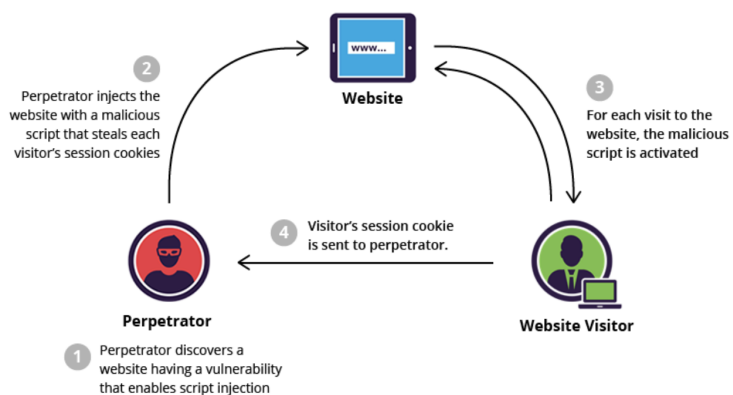 www...
Website
2
Perpetrator injects the
website with a malicious
script that steals each
visitor's session cookies
3
For each visit to the
website, the malicious
script is activated
4
Visitor's session cookie
is sent to perpetrator.
Perpetrator
Website Visitor
1
Perpetrator discovers a
website having a vulnerability
that enables script injection